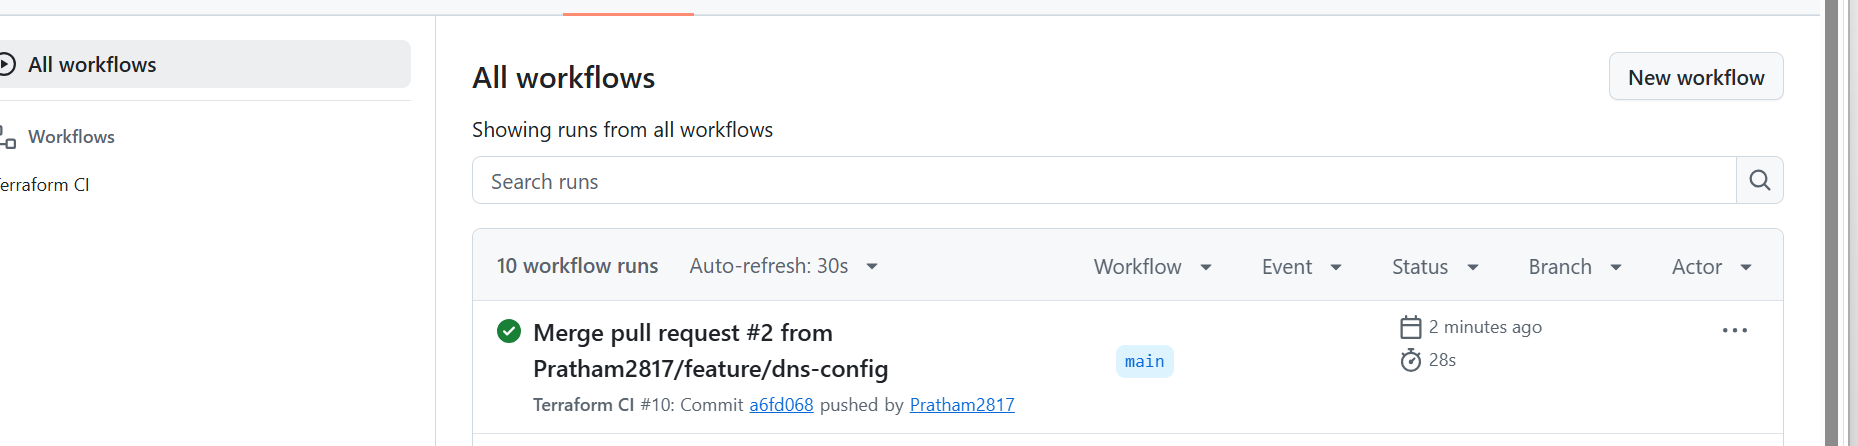 All workflows
Workflows
Terraform CI
All workflows
New workflow
Showing runs from all workflows
Search runs
10 workflow runs Auto-refresh: 30s Workflow Event Status Branch Actor
Merge pull request #2 from
Pratham2817/feature/dns-config
main
2 minutes ago
28s
Terraform CI #10: Commit a6fd068 pushed by Pratham2817